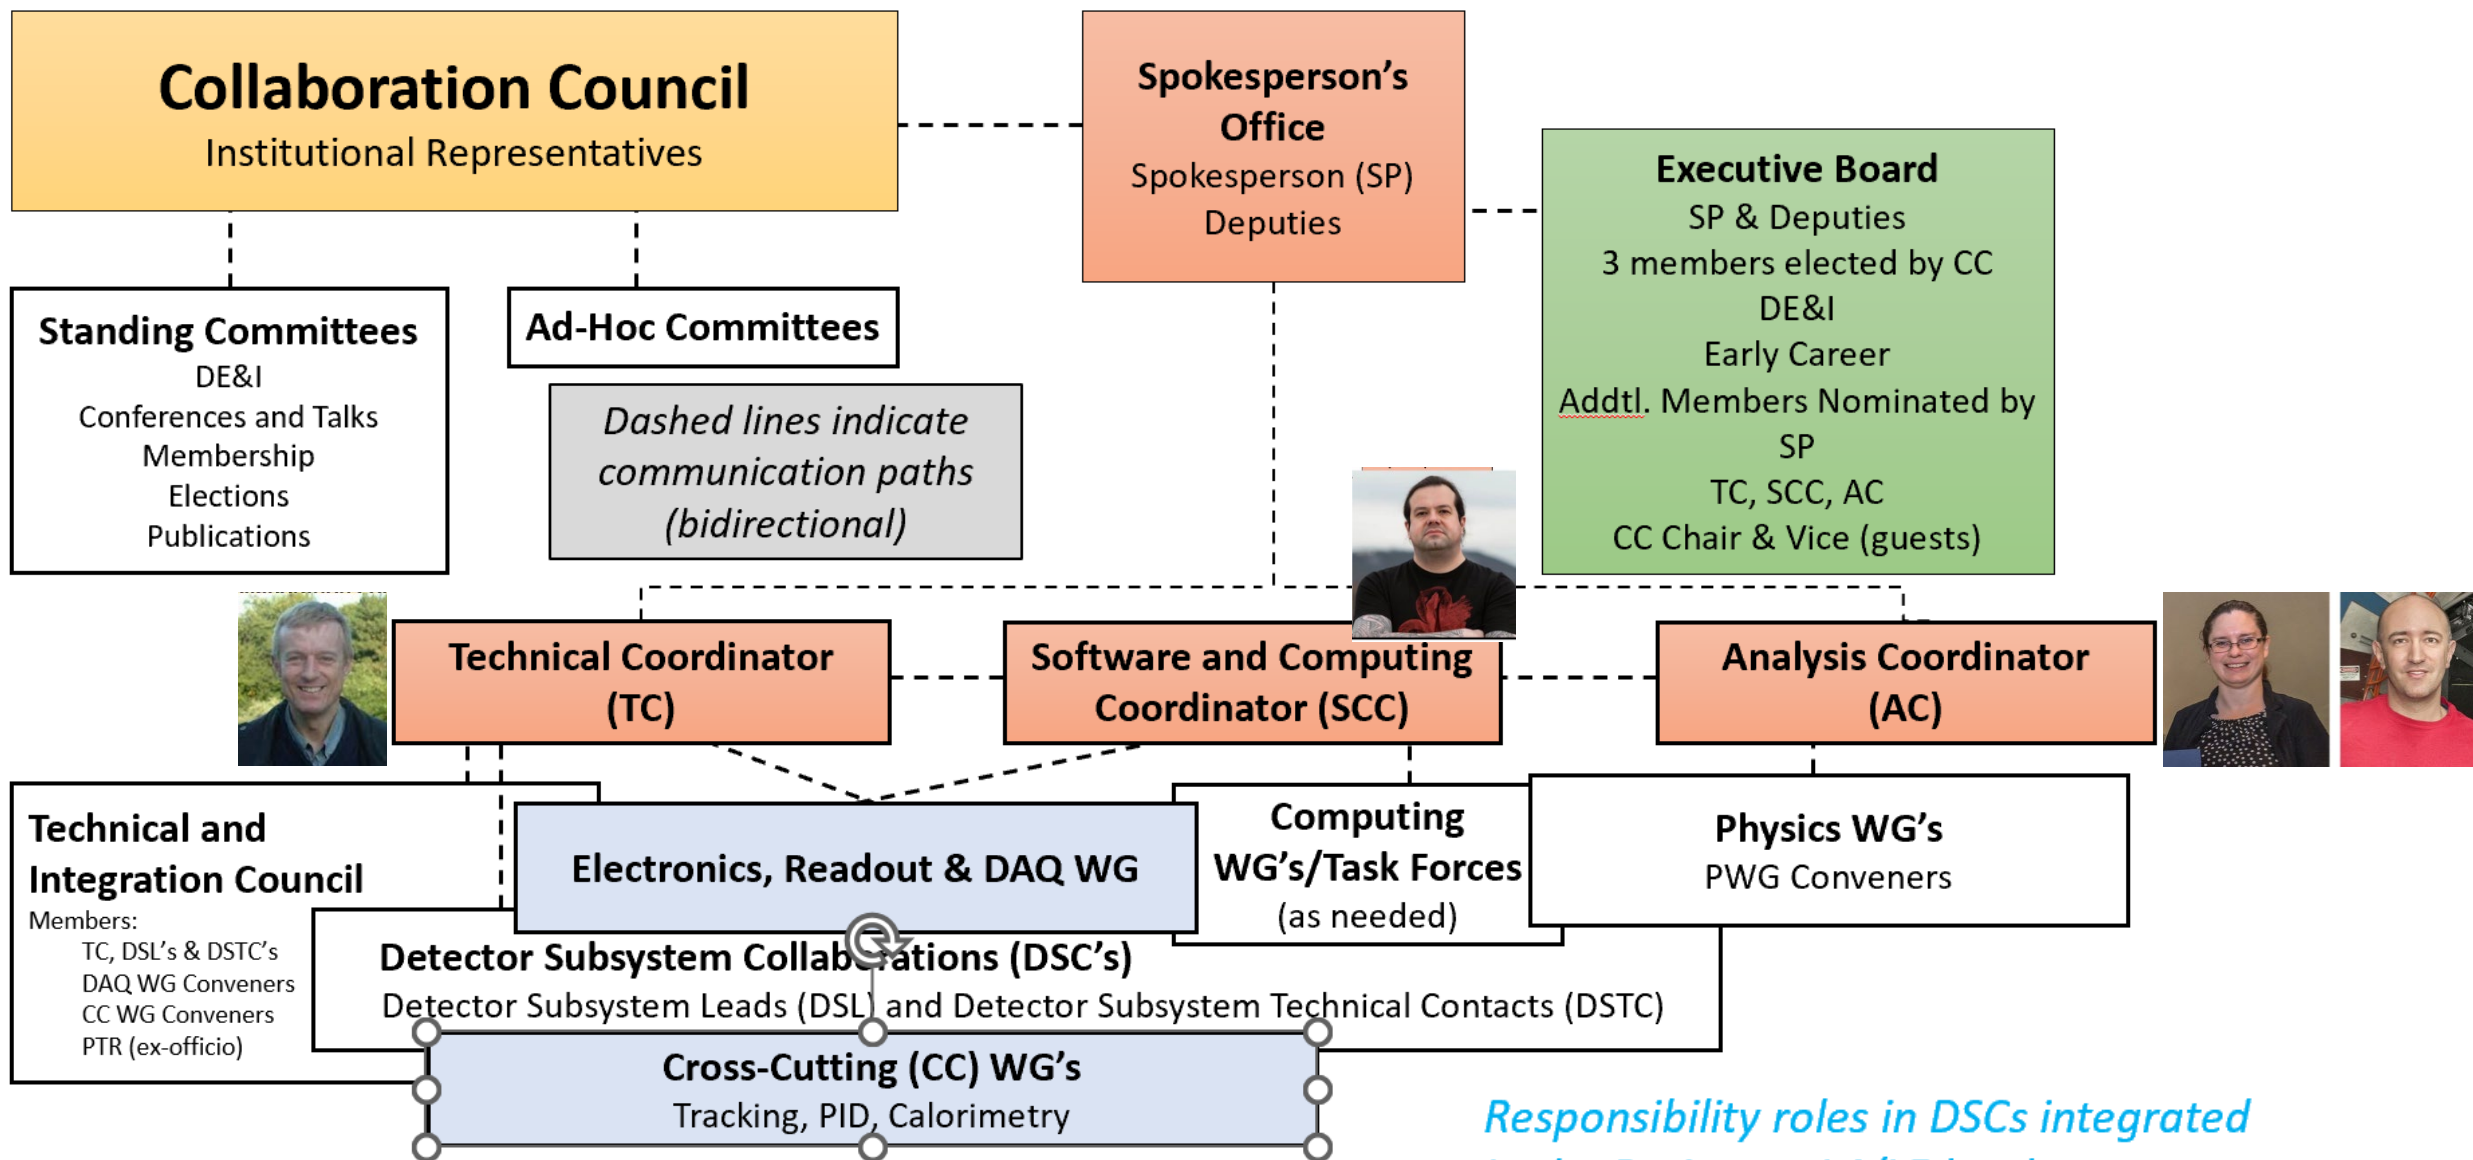 Collaboration Council
Institutional Representatives
Spokesperson's
Office
Spokesperson (SP)
Deputies
Executive Board
SP & Deputies
3 members elected by CC
DE&I
Early Career
Addtl. Members Nominated by
SP
TC, SCC, AC
CC Chair & Vice (guests)
Standing Committees
DE&I
Conferences and Talks
Membership
Elections
Publications
Ad-Hoc Committees
Dashed lines indicate
communication paths
(bidirectional)
Technical Coordinator
(TC)
Software and Computing
Coordinator (SCC)
Analysis Coordinator
(AC)
Technical and
Integration Council
Members:
TC, DSL's & DSTC's
DAQ WG Conveners
CC WG Conveners
PTR (ex-officio)
Electronics, Readout & DAQ WG
Computing
WG's/Task Forces
(as needed)
Physics WG's
PWG Conveners
Detector Subsystem Collaborations (DSC's)
Detector Subsystem Leads (DSL) and Detector Subsystem Technical Contacts (DSTC)
Cross-Cutting (CC) WG's
Tracking, PID, Calorimetry
Responsibility roles in DSCs integrated